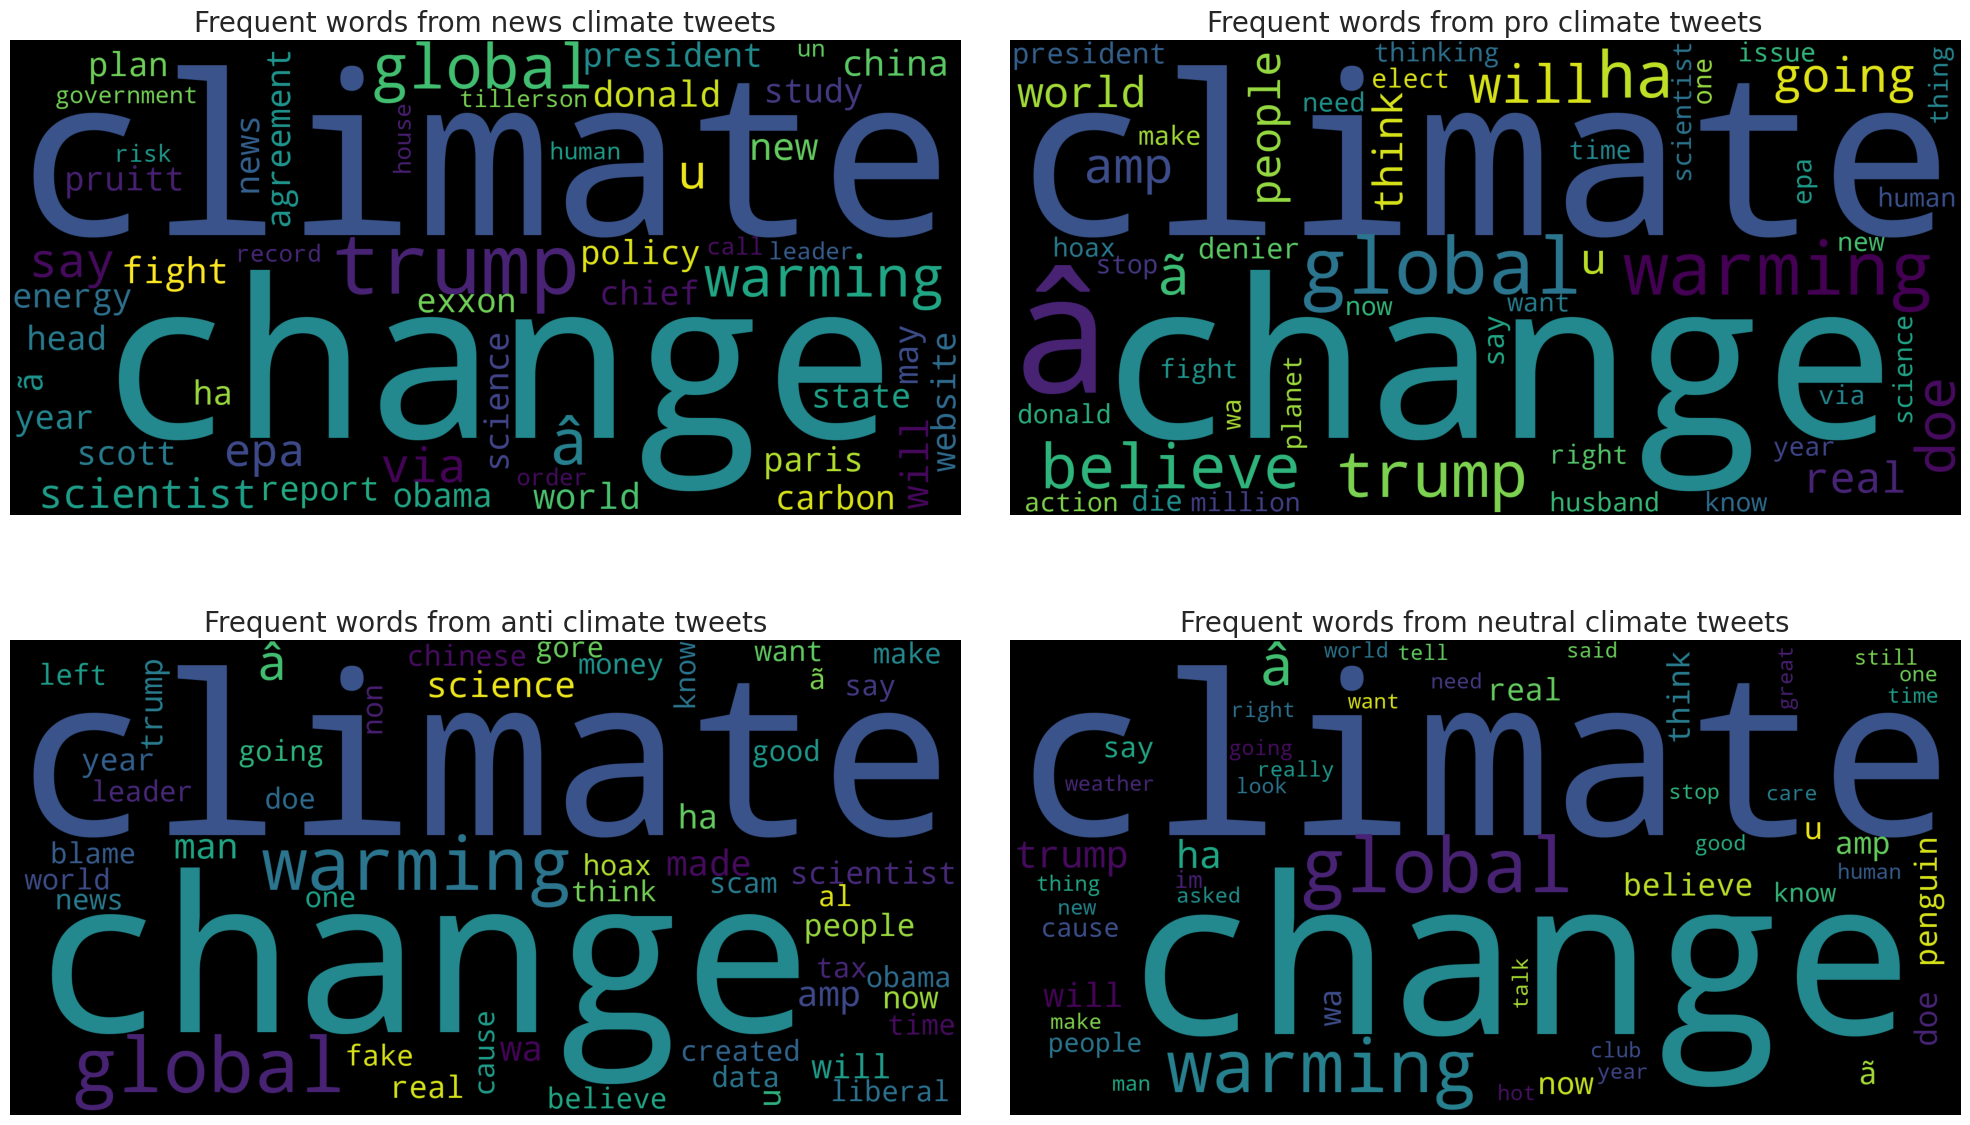 Frequent words from news climate tweets
plan
global
president
un
china
government
tillerson
donald
study
climate
news
agreement
house
human
u
new
risk
pruitt
say
fight
record
trump
policy
call
leader
chief
warming
energy
exxon
head
change
science
may
website
ã
year
ha
state
scott
epa
via
â
will
paris
scientist
report
obama
order
world
carbon
Frequent words from pro climate tweets
president
people
thinking
elect
will
ha
scientist
one
issue
going
thing
world
need
think
make
amp
climate
time
epa
human
hoax
stop
denier
ã
global
u
warming
new
â
now
want
change
say
science
fight
planet
wa
via
doe
donald
believe
trump
right
year
real
action
die
million
husband
know
Frequent words from anti climate tweets
left
trump
â
chinese
gore
money
know
want
make
science
non
ã
say
climate
year
going
good
leader
doe
ha
man
blame
warming
hoax
made
world
think
scam
scientist
news
one
al
change
people
tax
obama
amp
now
time
global
fake
cause
wa
created
real
data
will
believe
u
liberal
Frequent words from neutral climate tweets
â
world
tell
said
think
great
still
need
real
one
want
time
right
climate
say
going
really
weather
look
stop
care
u
trump
ha
global
good
amp
penguin
im
thing
asked
believe
know
human
new
cause
change
talk
will
wa
doe
make
people
warming
club
year
ã
man
hot
now